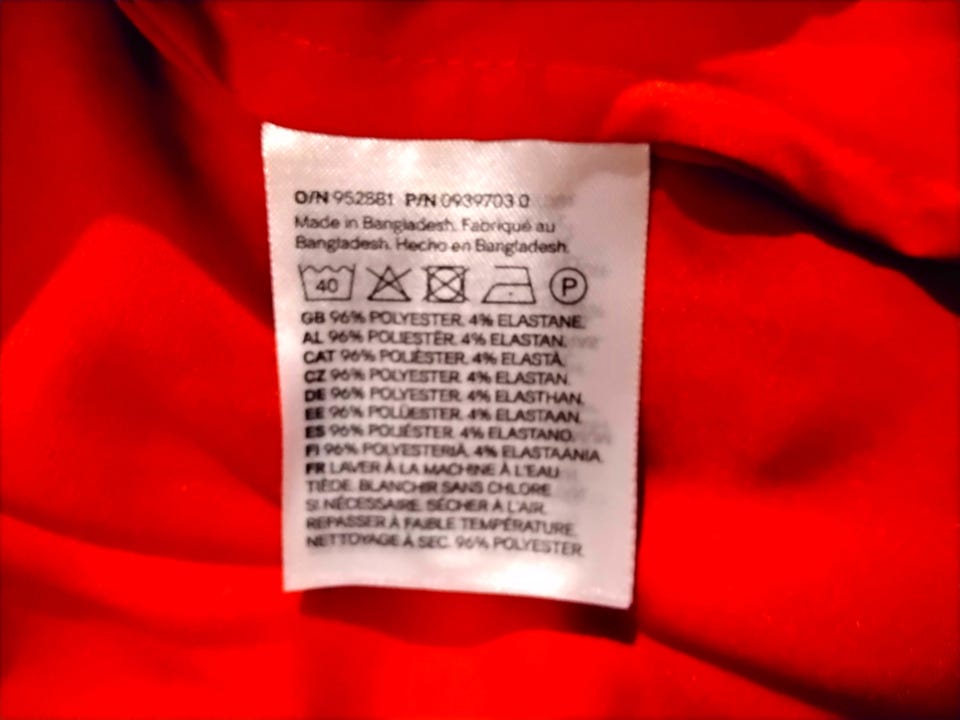 O/N 952881 P/N 0939703 0
Made in Bangladesh. Fabriqué au
Bangladesh. Hecho en Bangladesh.
40 P
GB 96% POLYESTER. 4% ELASTANE.
AL 96% POLIESTËR. 4% ELASTAN.
CAT 96% POLIÈSTER. 4% ELASTÀ.
CZ 96% POLYESTER. 4% ELASTAN.
DE 96% POLYESTER. 4% ELASTHAN.
EE 96% POLÜESTER. 4% ELASTAAN.
ES 96% POLIÉSTER. 4% ELASTANO.
FI 96% POLYESTERIÄ. 4% ELASTAANIA.
FR LAVER À LA MACHINE À L'EAU
TIÈDE. BLANCHIR SANS CHLORE
SI NÉCESSAIRE. SÉCHER À L'AIR.
REPASSER À FAIBLE TEMPÉRATURE.
NETTOYAGE À SEC. 96% POLYESTER.